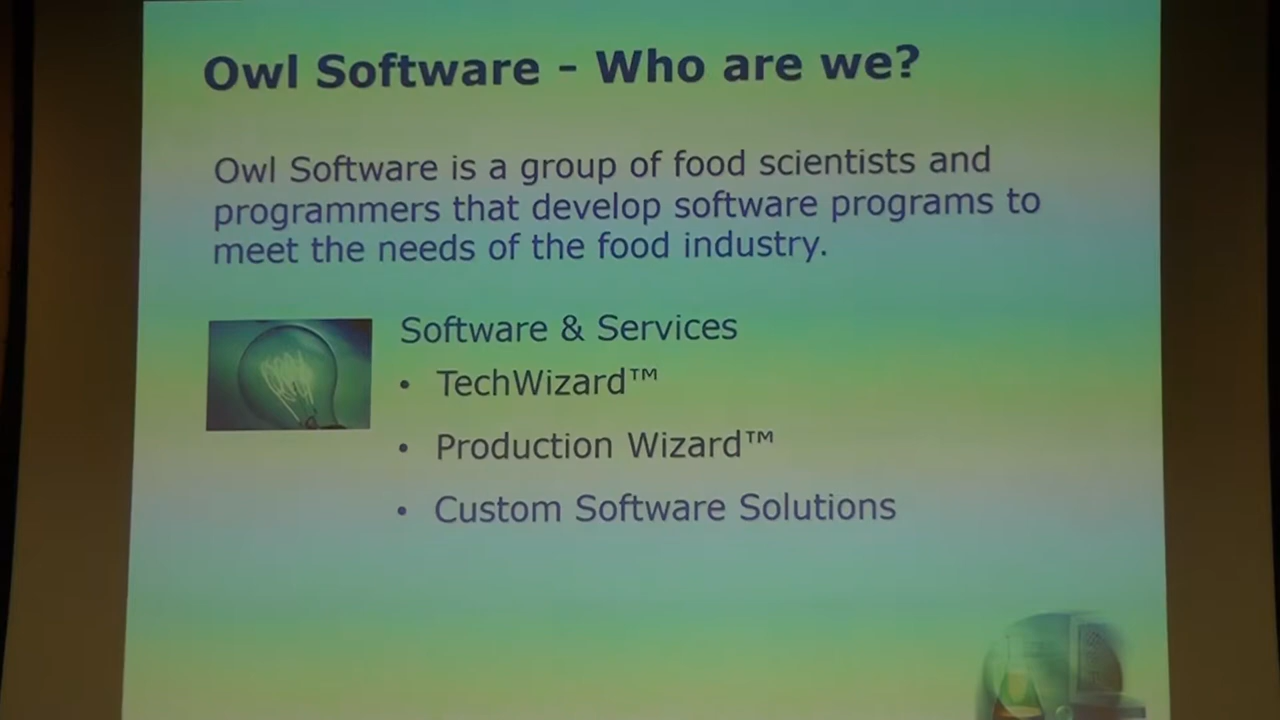 Owl Software - Who are we?
Owl Software is a group of food scientists and
programmers that develop software programs to
meet the needs of the food industry.
Software & Services
• TechWizard™
• Production Wizard™
• Custom Software Solutions